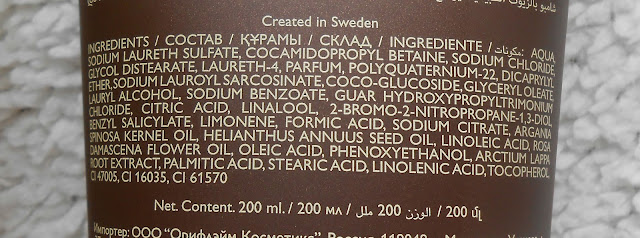 شامبو بالزيوت
Created in Sweden
INGREDIENTS / СОСТАВ / ҚҰРАМЫ / СКЛАД / INGREDIENTE / مكونات: AQUA,
SODIUM LAURETH SULFATE, COCAMIDOPROPYL BETAINE, SODIUM CHLORIDE,
GLYCOL DISTEARATE, LAURETH-4, PARFUM, POLYQUATERNIUM-22, DICAPRYLYL
ETHER, SODIUM LAUROYL SARCOSINATE, COCO-GLUCOSIDE, GLYCERYL OLEATE,
LAURYL ALCOHOL, SODIUM BENZOATE, GUAR HYDROXYPROPYLTRIMONIUM
CHLORIDE, CITRIC ACID, LINALOOL, 2-BROMO-2-NITROPROPANE-1,3-DIOL,
BENZYL SALICYLATE, LIMONENE, FORMIC ACID, SODIUM CITRATE, ARGANIA
SPINOSA KERNEL OIL, HELIANTHUS ANNUUS SEED OIL, LINOLEIC ACID, ROSA
DAMASCENA FLOWER OIL, OLEIC ACID, PHENOXYETHANOL, ARCTIUM LAPPA
ROOT EXTRACT, PALMITIC ACID, STEARIC ACID, LINOLENIC ACID, TOCOPHEROL,
CI 47005, CI 16035, CI 61570
Net. Content. 200 ml. / 200 мл / الوزن 200 ملل / 200 մլ
Импортер: ООО "Орифлэйм Косметикс", Россия, 119049